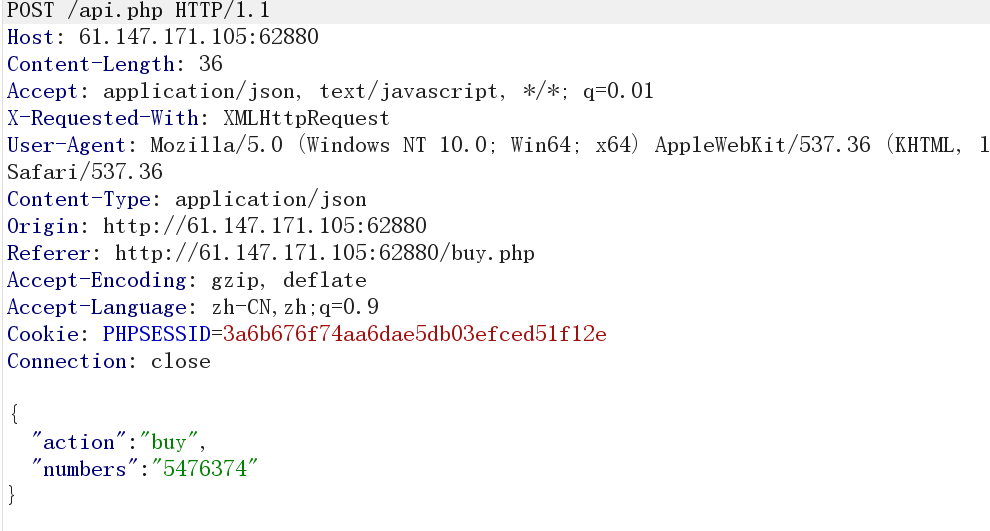 POST /api.php HTTP/1.1
Host: 61.147.171.105:62880
Content-Length: 36
Accept: application/json, text/javascript, */*; q=0.01
X-Requested-With: XMLHttpRequest
User-Agent: Mozilla/5.0 (Windows NT 10.0; Win64; x64) AppleWebKit/537.36 (KHTML, l
Safari/537.36
Content-Type: application/json
Origin: http://61.147.171.105:62880
Referer: http://61.147.171.105:62880/buy.php
Accept-Encoding: gzip, deflate
Accept-Language: zh-CN,zh;q=0.9
Cookie: PHPSESSID=3a6b676f74aa6dae5db03efced51f12e
Connection: close
{
"action":"buy",
"numbers":"5476374"
}